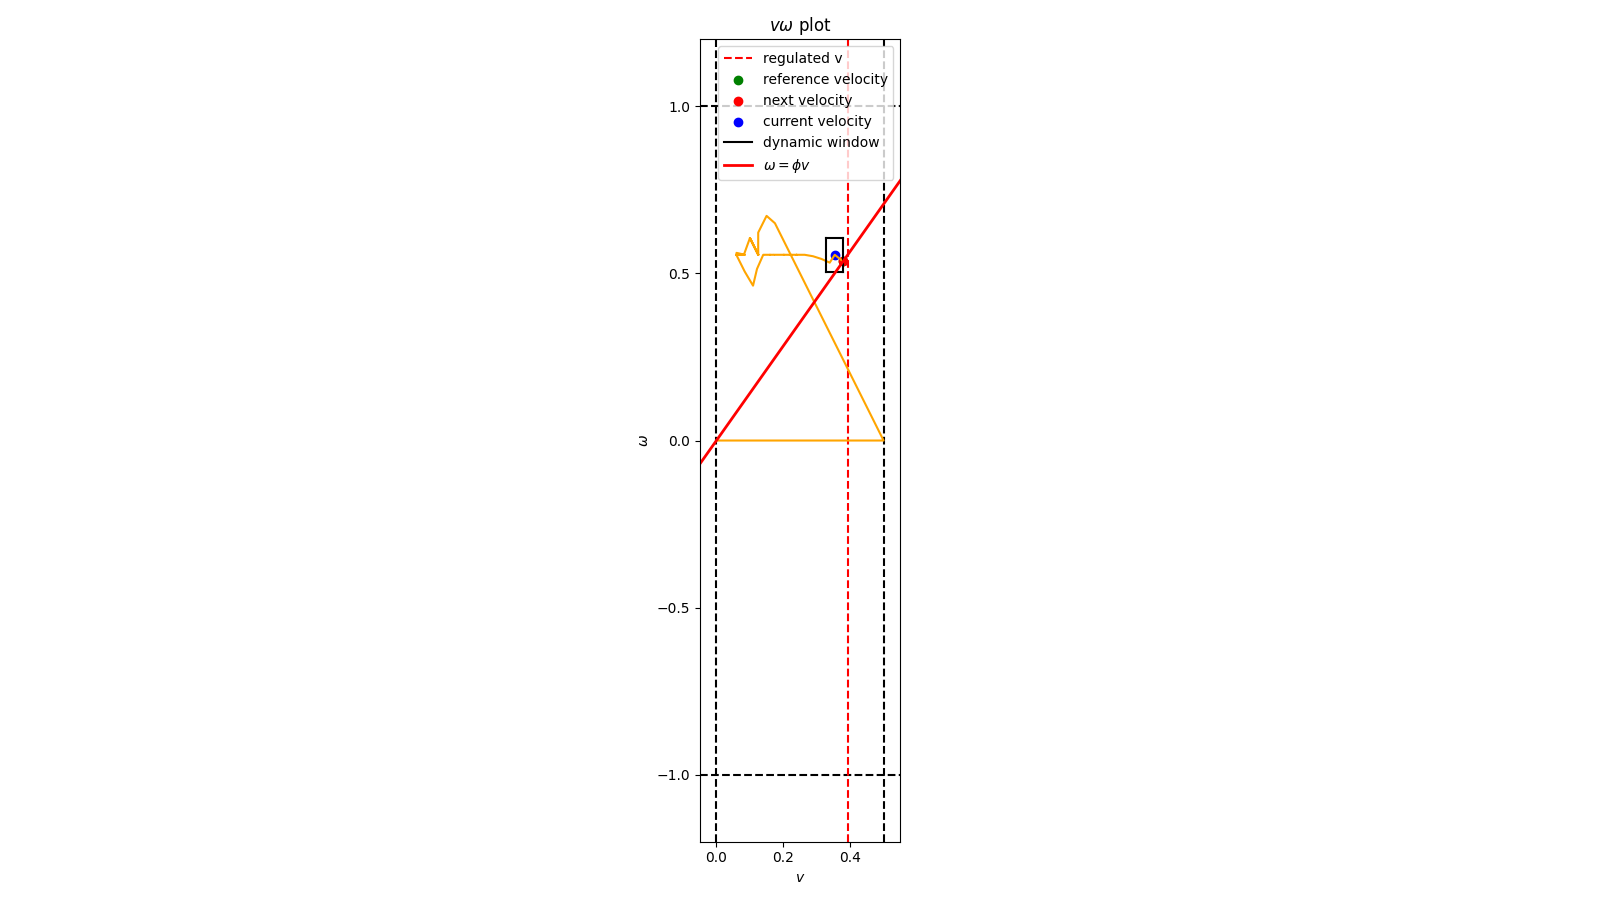 vω plot
regulated v
reference velocity
next velocity
current velocity
dynamic window
ω = ϕv
1.0
0.5
0.0
−0.5
−1.0
ω
0.0 0.2 0.4
v